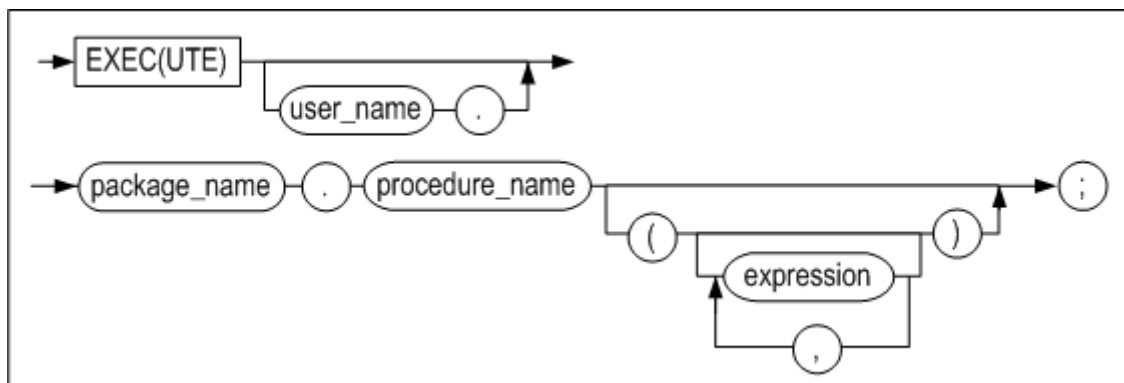 EXEC(UTE)
user_name .
package_name . procedure_name ;
( )
expression
,